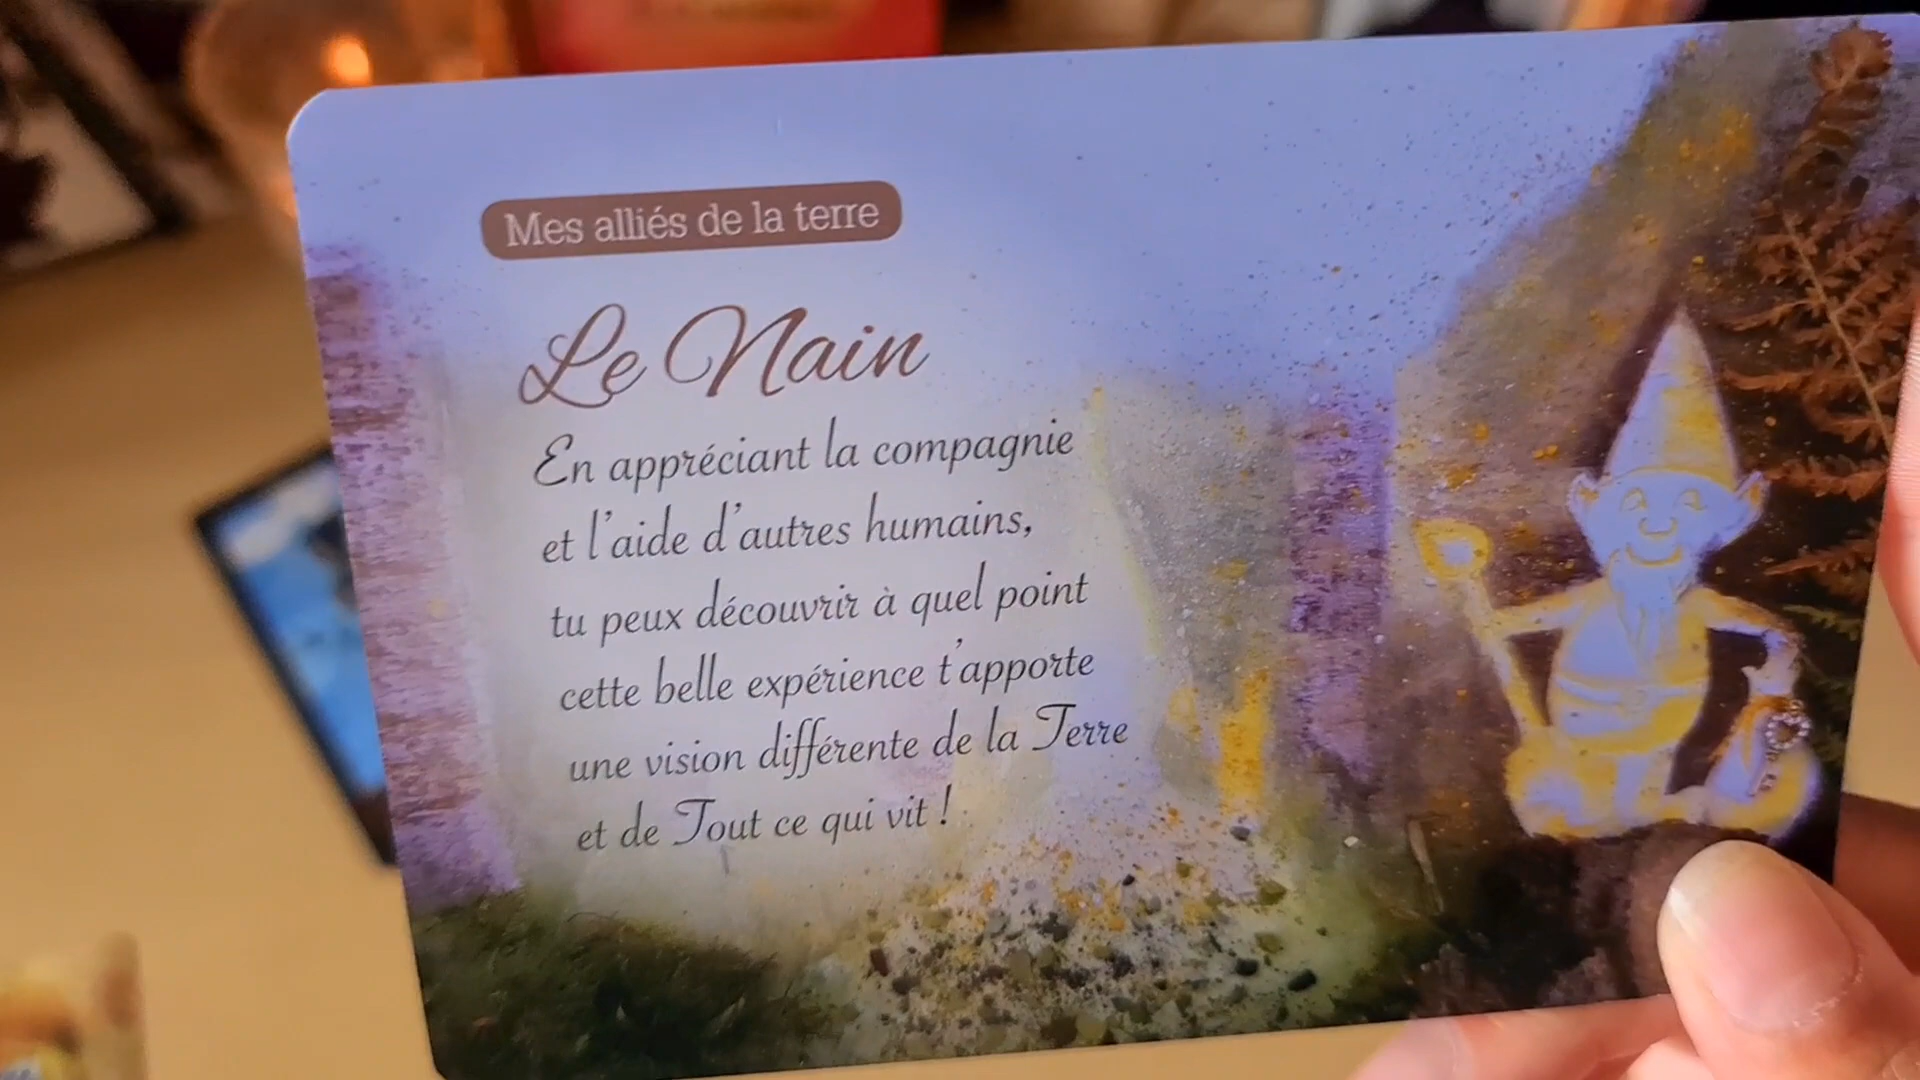 Mes alliés de la terre
Le Nain
En appréciant la compagnie
et l'aide d'autres humains,
tu peux découvrir à quel point
cette belle expérience t'apporte
une vision différente de la Terre
et de Tout ce qui vit !